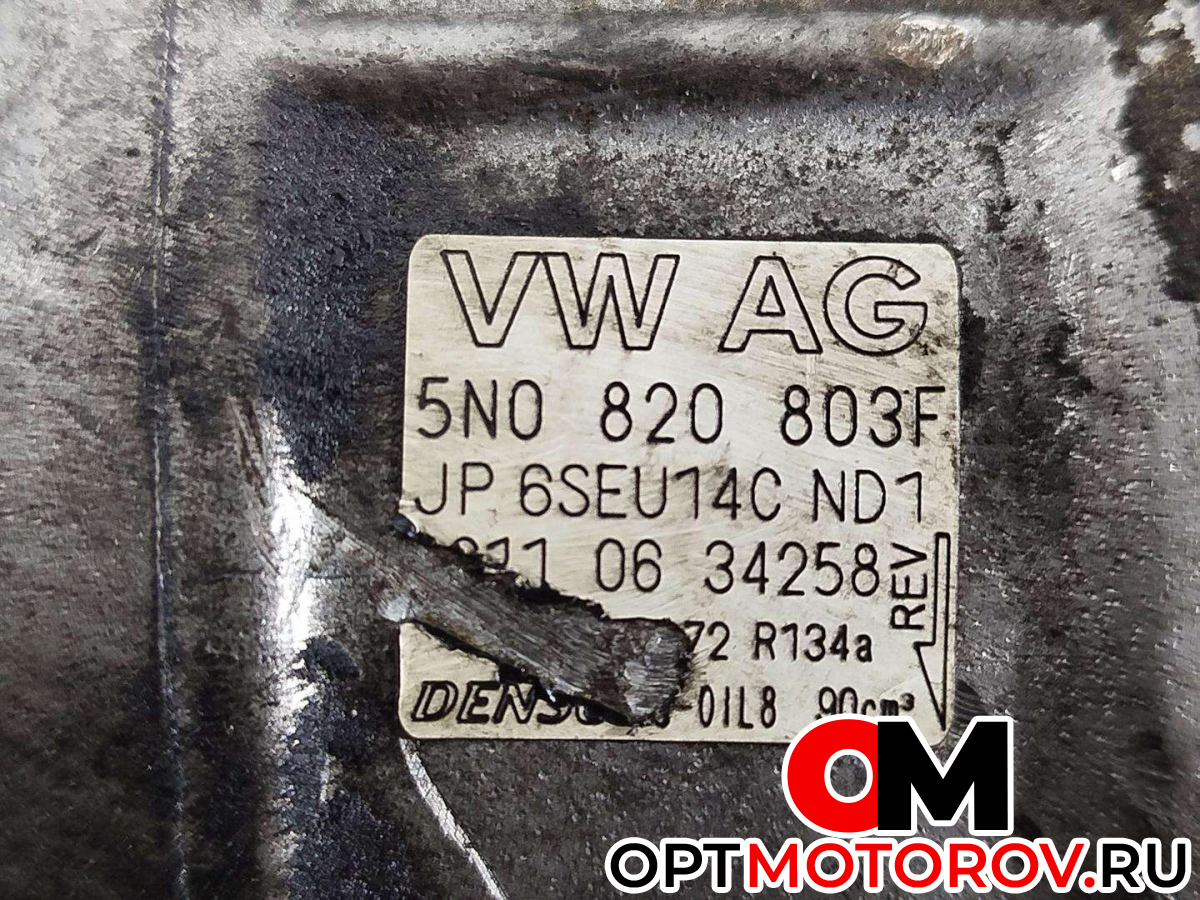 VW AG
5N0 820 803F
JP 6SEU14C ND1
06 34258
REV
72 R134a
01L8 90cm³
OM
OPTMOTOROV.RU